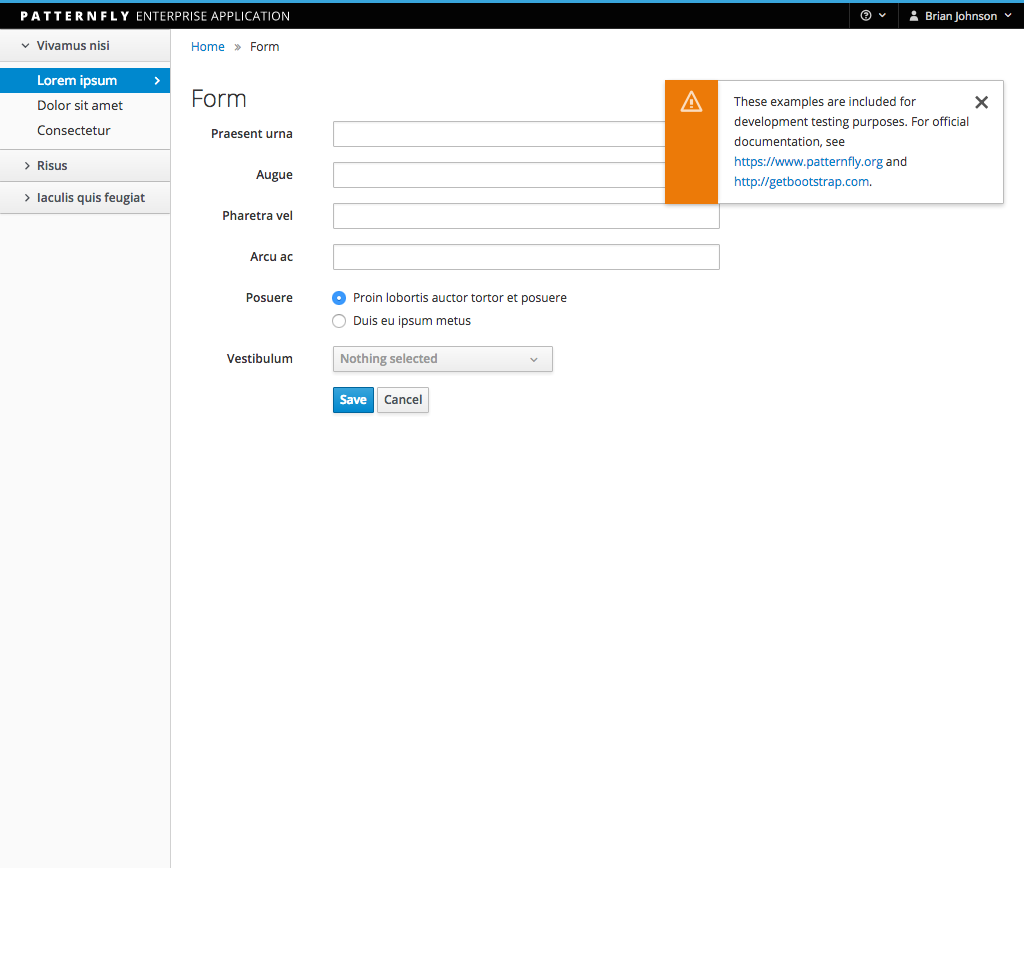 PATTERNFLY ENTERPRISE APPLICATION
Brian Johnson
Vivamus nisi
Lorem ipsum
Dolor sit amet
Consectetur
Risus
Iaculis quis feugiat
Home » Form
Form
These examples are included for
development testing purposes. For official
documentation, see
https://www.patternfly.org and
http://getbootstrap.com.
Praesent urna
Augue
Pharetra vel
Arcu ac
Posuere
Proin lobortis auctor tortor et posuere
Duis eu ipsum metus
Vestibulum
Nothing selected
Save
Cancel